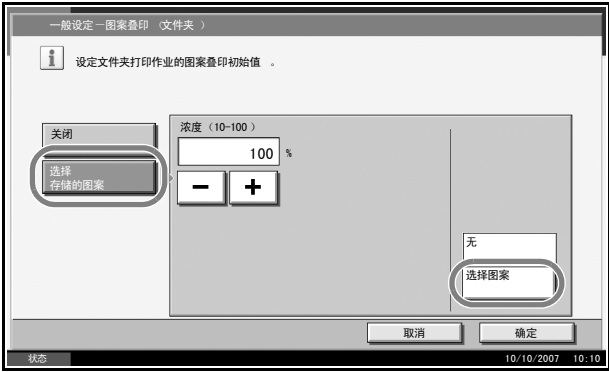 一般设定－图案叠印 （文件夹 ）
i 设定文件夹打印作业的图案叠印初始值 。
关闭
选择
存储的图案
浓度（10-100 ）
100 %
－ ＋
无
选择图案
取消 确定
状态 10/10/2007 10:10